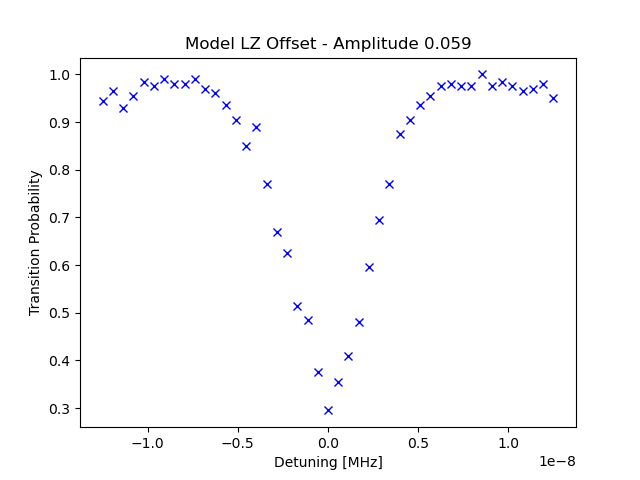 Model LZ Offset - Amplitude 0.059
Transition Probability
1.0
0.9
0.8
0.7
0.6
0.5
0.4
0.3
−1.0 −0.5 0.0 0.5 1.0
1e−8
Detuning [MHz]